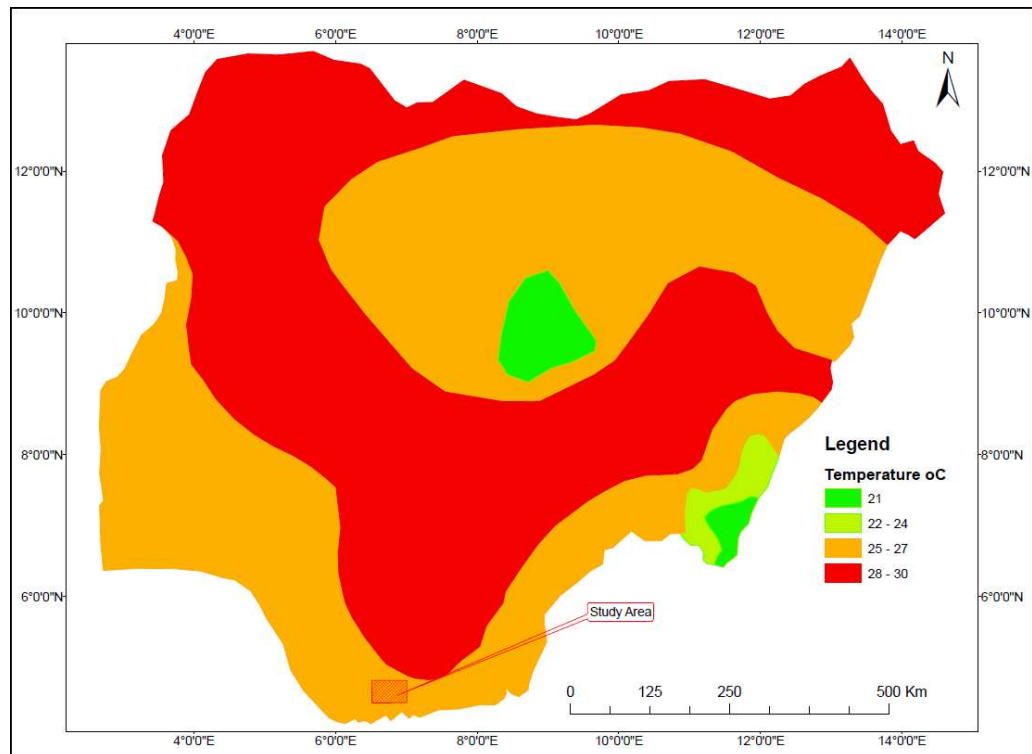 4°0'0"E 6°0'0"E 8°0'0"E 10°0'0"E 12°0'0"E 14°0'0"E
N
12°0'0"N 12°0'0"N
10°0'0"N 10°0'0"N
8°0'0"N 8°0'0"N
Legend
Temperature oC
21
22 - 24
25 - 27
28 - 30
6°0'0"N 6°0'0"N
Study Area
0 125 250 500 Km
4°0'0"E 6°0'0"E 8°0'0"E 10°0'0"E 12°0'0"E 14°0'0"E